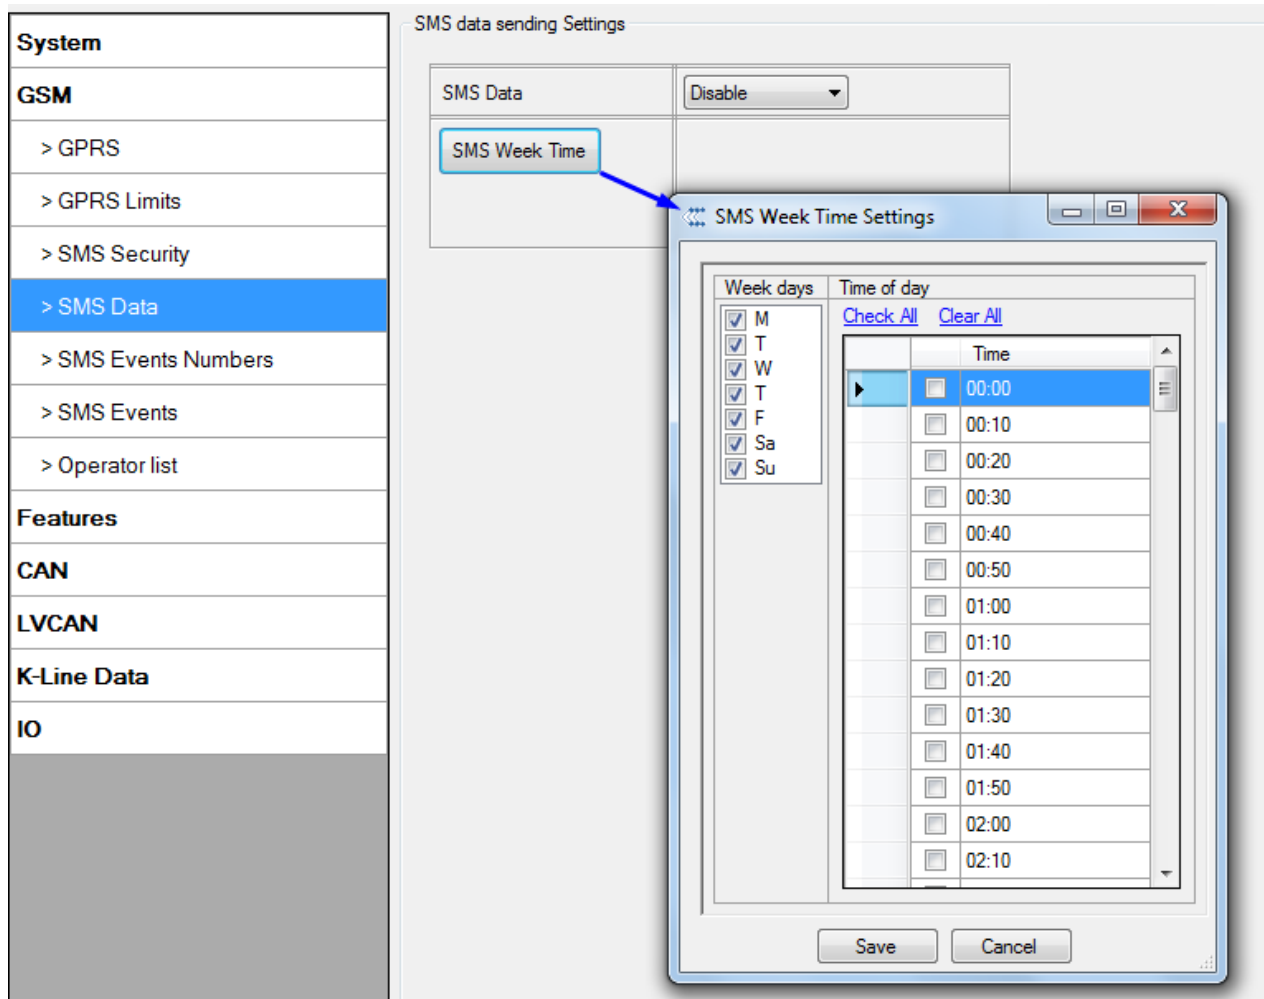 System
GSM
> GPRS
> GPRS Limits
> SMS Security
> SMS Data
> SMS Events Numbers
> SMS Events
> Operator list
Features
CAN
LVCAN
K-Line Data
IO
SMS data sending Settings
SMS Data
Disable
SMS Week Time
SMS Week Time Settings
Week days
M
T
W
T
F
Sa
Su
Time of day
Check All Clear All
Time
00:00
00:10
00:20
00:30
00:40
00:50
01:00
01:10
01:20
01:30
01:40
01:50
02:00
02:10
Save Cancel